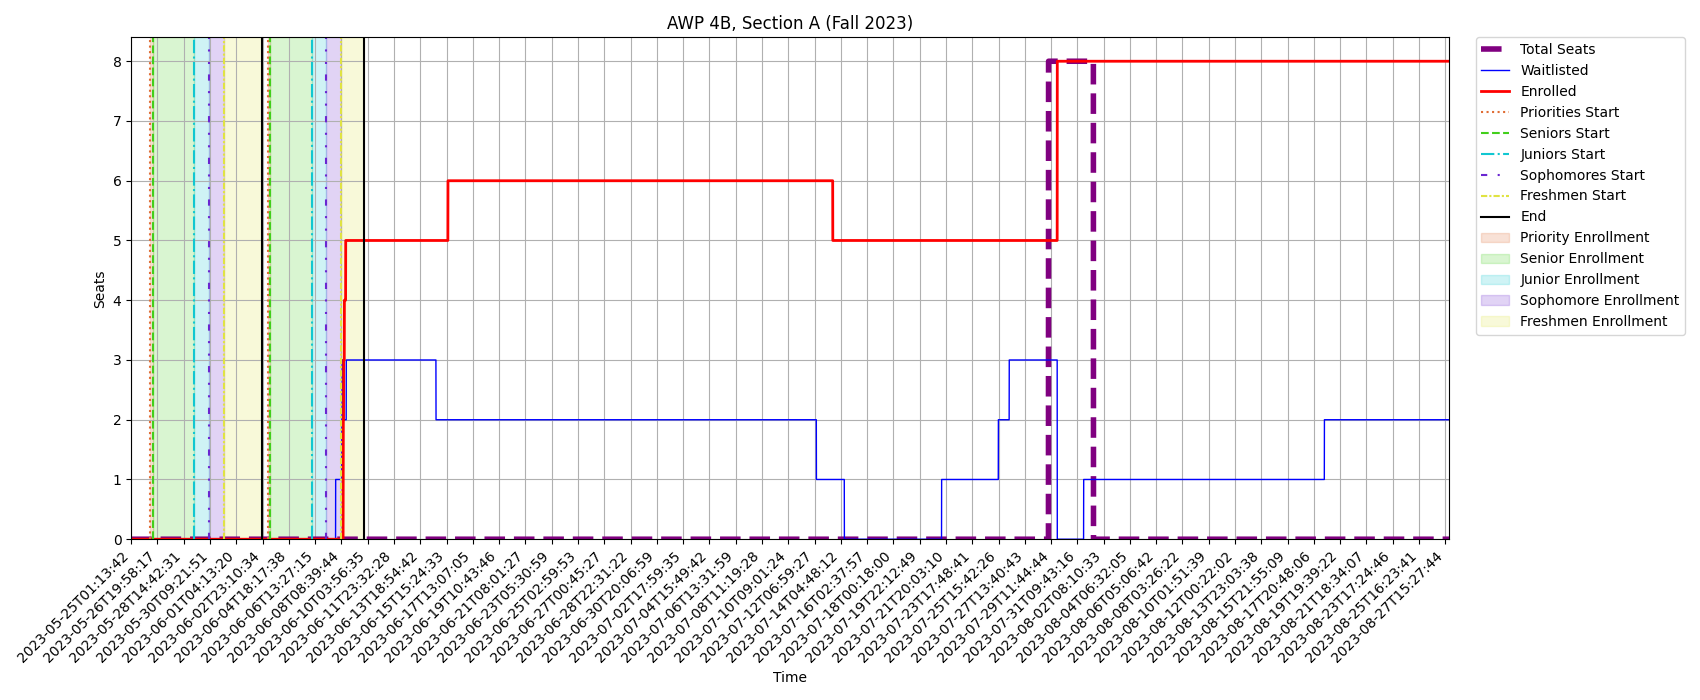 AWP 4B, Section A (Fall 2023)
Seats
8
7
6
5
4
3
2
1
0
2023-05-25T01:13:42
2023-05-26T19:58:17
2023-05-28T14:42:31
2023-05-30T09:21:51
2023-06-01T04:13:20
2023-06-02T23:10:34
2023-06-04T18:17:38
2023-06-06T13:27:15
2023-06-08T08:39:44
2023-06-10T03:56:35
2023-06-11T23:32:28
2023-06-13T18:54:42
2023-06-15T15:24:33
2023-06-17T13:07:05
2023-06-19T10:43:46
2023-06-21T08:01:27
2023-06-23T05:30:59
2023-06-25T02:59:53
2023-06-27T00:45:27
2023-06-28T22:31:22
2023-06-30T20:06:59
2023-07-02T17:59:35
2023-07-04T15:49:42
2023-07-06T13:31:59
2023-07-08T11:19:28
2023-07-10T09:01:24
2023-07-12T06:59:27
2023-07-14T04:48:12
2023-07-16T02:37:57
2023-07-18T00:18:00
2023-07-19T22:12:49
2023-07-21T20:03:10
2023-07-23T17:48:41
2023-07-25T15:42:26
2023-07-27T13:40:43
2023-07-29T11:44:44
2023-07-31T09:43:16
2023-08-02T08:10:33
2023-08-04T06:32:05
2023-08-06T05:06:42
2023-08-08T03:26:22
2023-08-10T01:51:39
2023-08-12T00:22:02
2023-08-13T23:03:38
2023-08-15T21:55:09
2023-08-17T20:48:06
2023-08-19T19:39:22
2023-08-21T18:34:07
2023-08-23T17:24:46
2023-08-25T16:23:41
2023-08-27T15:27:44
Time
Total Seats
Waitlisted
Enrolled
Priorities Start
Seniors Start
Juniors Start
Sophomores Start
Freshmen Start
End
Priority Enrollment
Senior Enrollment
Junior Enrollment
Sophomore Enrollment
Freshmen Enrollment